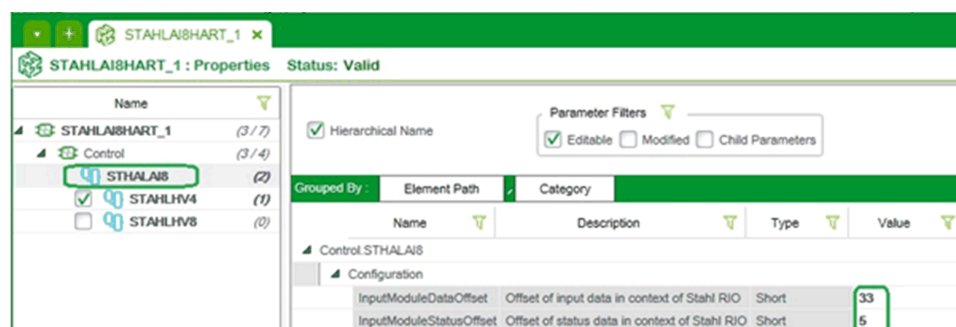 STAHLAI8HART_1 ×
STAHLAI8HART_1 : Properties Status: Valid
Name
STAHLAI8HART_1 (3 / 7)
Control (3 / 4)
STHALAI8 (2)
STAHLHV4 (1)
STAHLHV8 (0)
Hierarchical Name
Parameter Filters
Editable Modified Child Parameters
Grouped By : Element Path , Category
Name Description Type Value
Control.STHALAI8
Configuration
InputModuleDataOffset Offset of input data in context of Stahl RIO Short 33
InputModuleStatusOffset Offset of status data in context of Stahl RIO Short 5